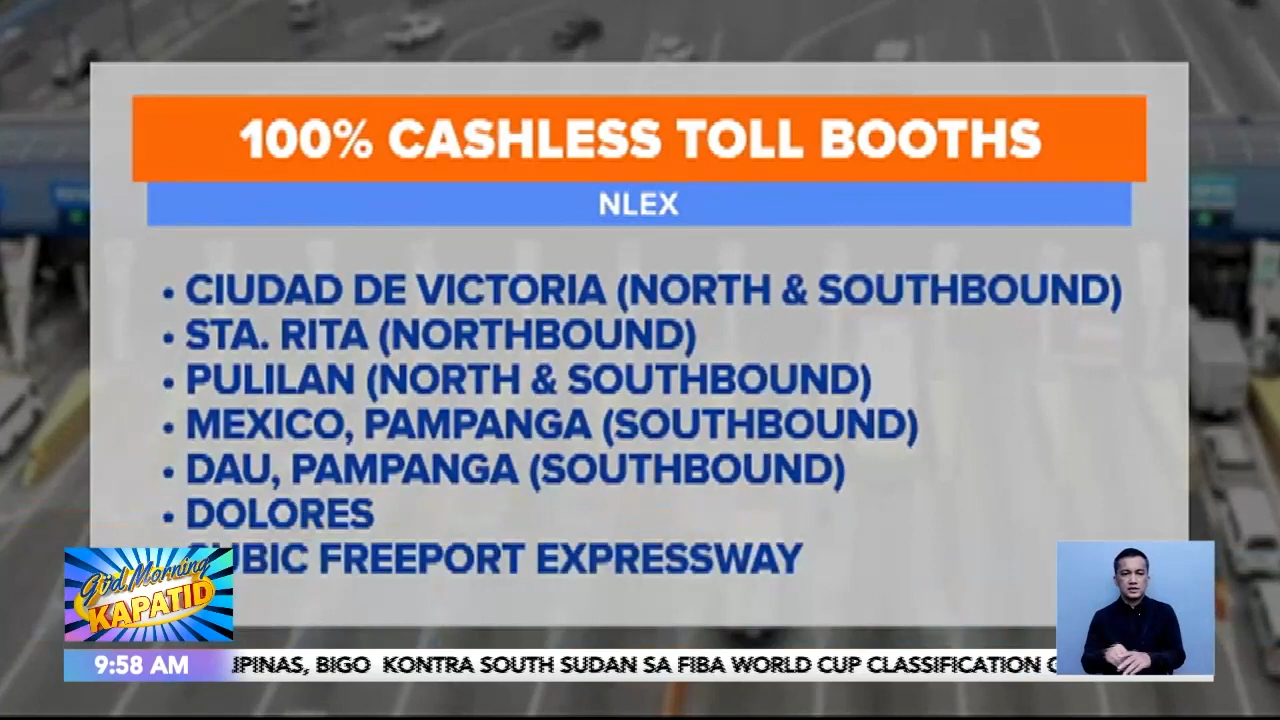 100% CASHLESS TOLL BOOTHS
NLEX
• CIUDAD DE VICTORIA (NORTH & SOUTHBOUND)
• STA. RITA (NORTHBOUND)
• PULILAN (NORTH & SOUTHBOUND)
• MEXICO, PAMPANGA (SOUTHBOUND)
• DAU, PAMPANGA (SOUTHBOUND)
• DOLORES
SUBIC FREEPORT EXPRESSWAY
Gud Morning
KAPATID
9:58 AM IPINAS, BIGO KONTRA SOUTH SUDAN SA FIBA WORLD CUP CLASSIFICATION